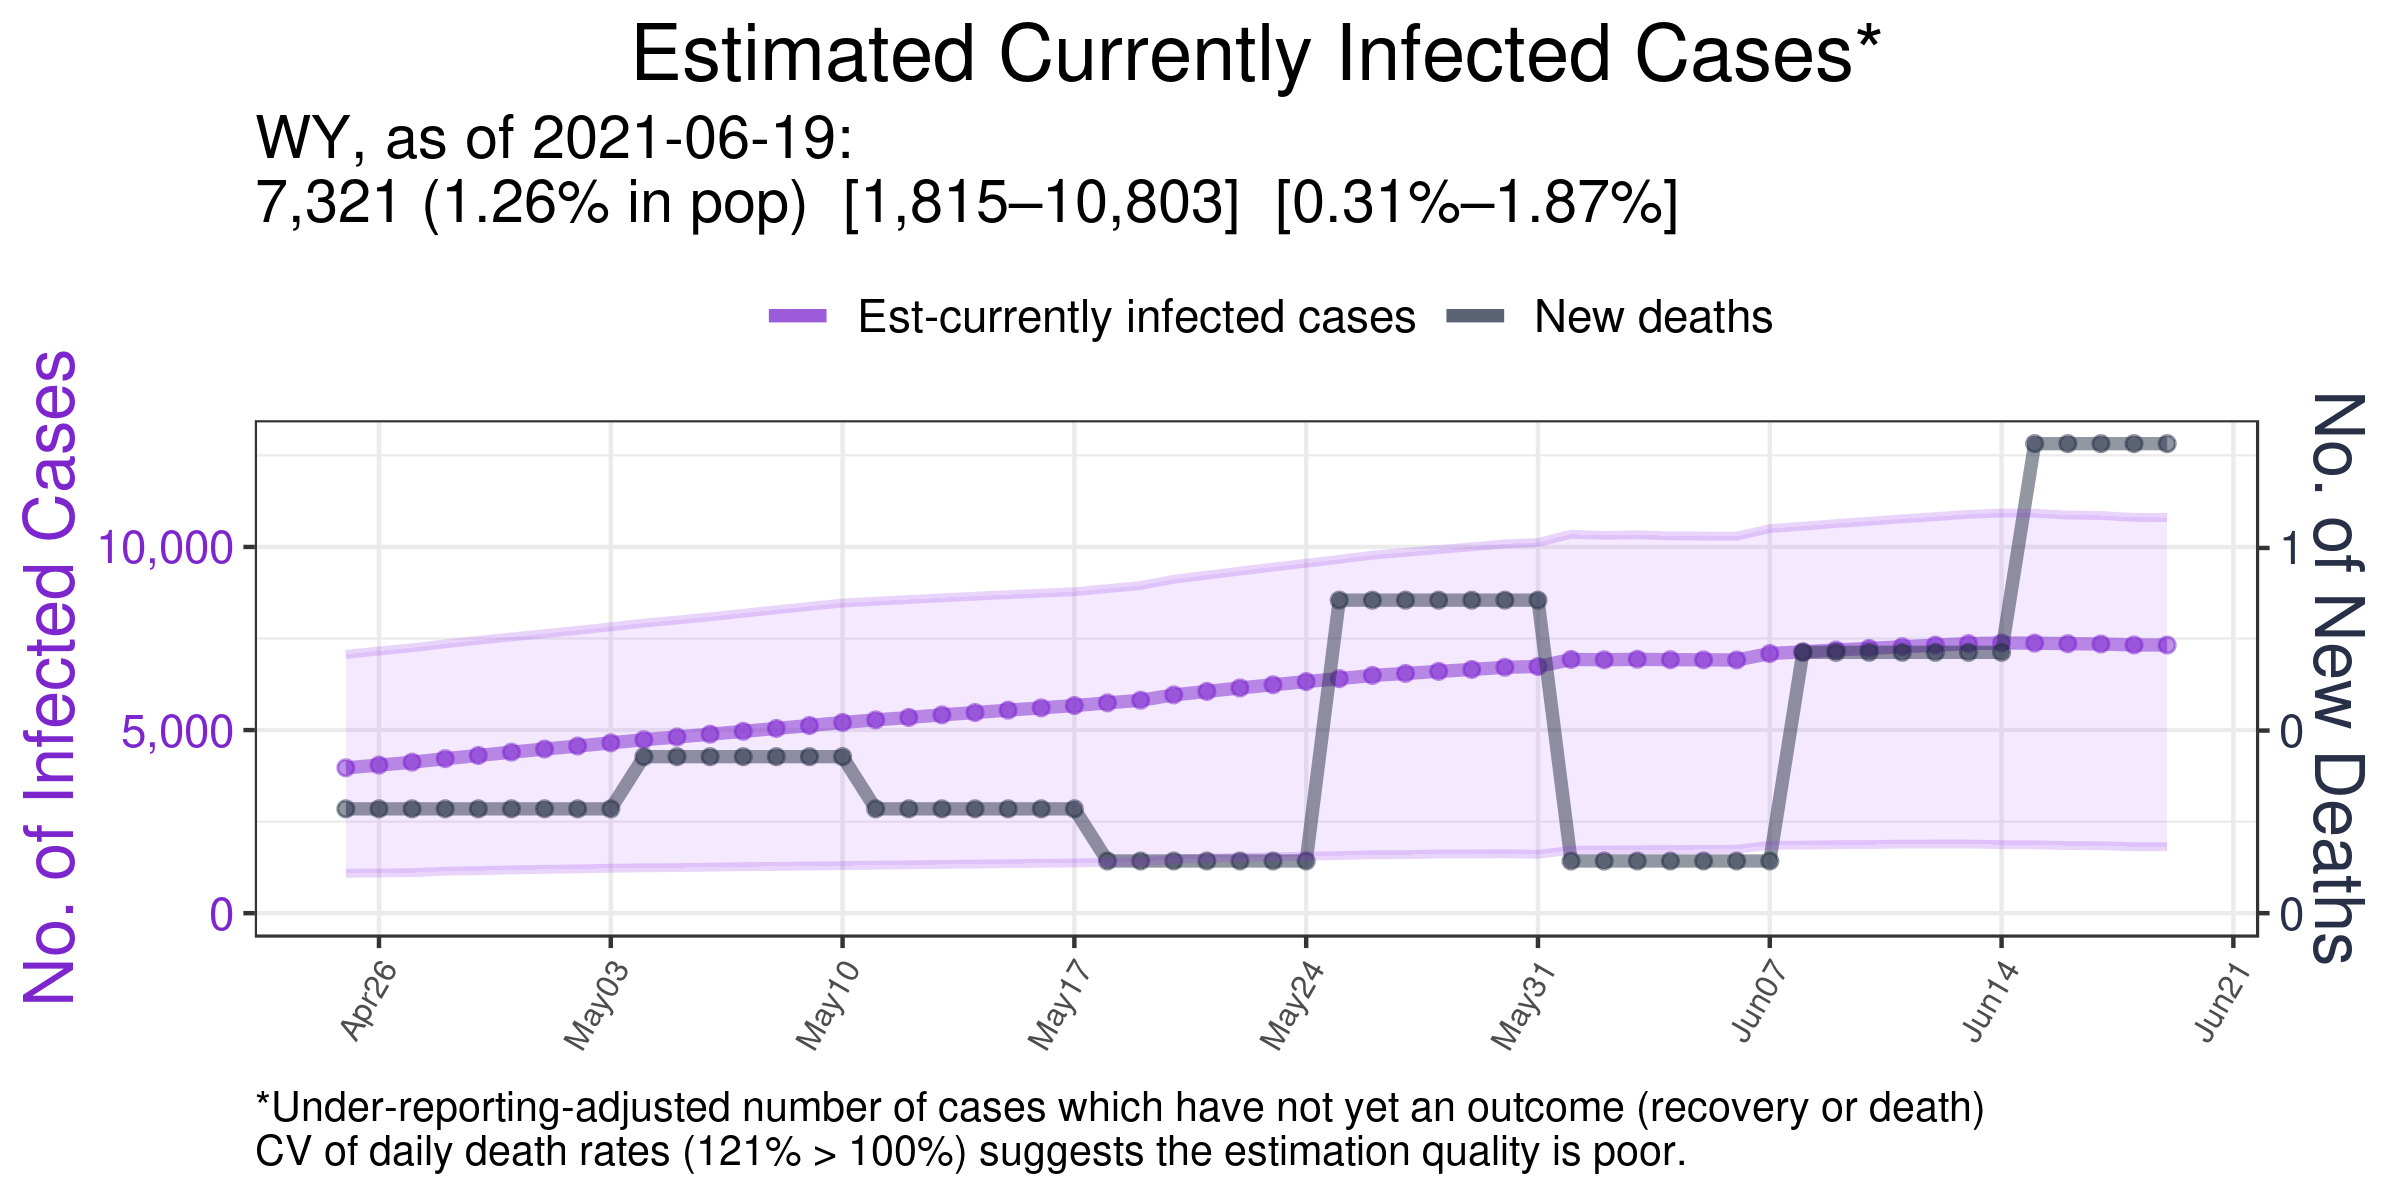 Estimated Currently Infected Cases*
WY, as of 2021-06-19:
7,321 (1.26% in pop)  [1,815–10,803]  [0.31%–1.87%]
Est-currently infected cases
New deaths
No. of Infected Cases
10,000
5,000
0
1
0
0
No. of New Deaths
Apr26
May03
May10
May17
May24
May31
Jun07
Jun14
Jun21
*Under-reporting-adjusted number of cases which have not yet an outcome (recovery or death)
CV of daily death rates (121% > 100%) suggests the estimation quality is poor.